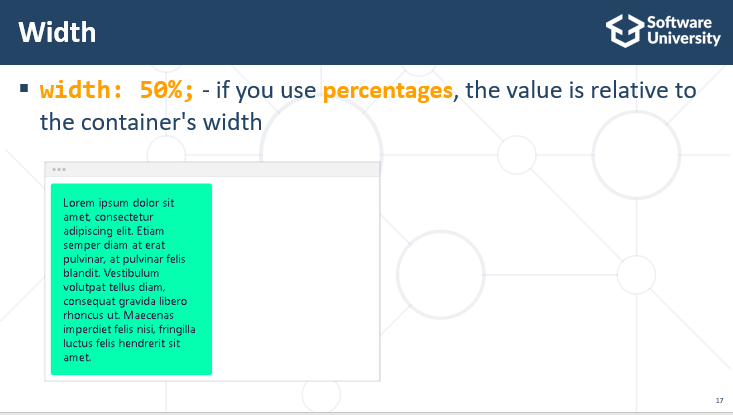 Width
Software
University
▪ width: 50%; - if you use percentages, the value is relative to
the container's width
Lorem ipsum dolor sit
amet, consectetur
adipiscing elit. Etiam
semper diam at erat
pulvinar, at pulvinar felis
blandit. Vestibulum
volutpat tellus diam,
consequat gravida libero
rhoncus ut. Maecenas
imperdiet felis nisi, fringilla
luctus felis hendrerit sit
amet.
17